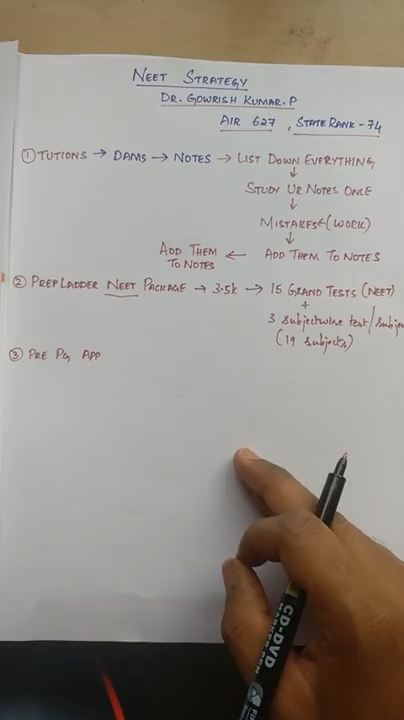 NEET STRATEGY
DR. GOWRISH KUMAR. P
AIR 627 , STATE RANK - 74
① TUTIONS → DAMS → NOTES → LIST DOWN EVERYTHING
↓
STUDY UR NOTES ONCE
↓
MISTAKES ← (WORK)
↓
ADD THEM TO NOTES ← ADD THEM TO NOTES
② PREPLADDER NEET PACKAGE → 3.5K → 15 GRAND TESTS (NEET)
+
3 subjectwise test/subje
(19 subjects)
③ PRE PG APP
CD-DVD